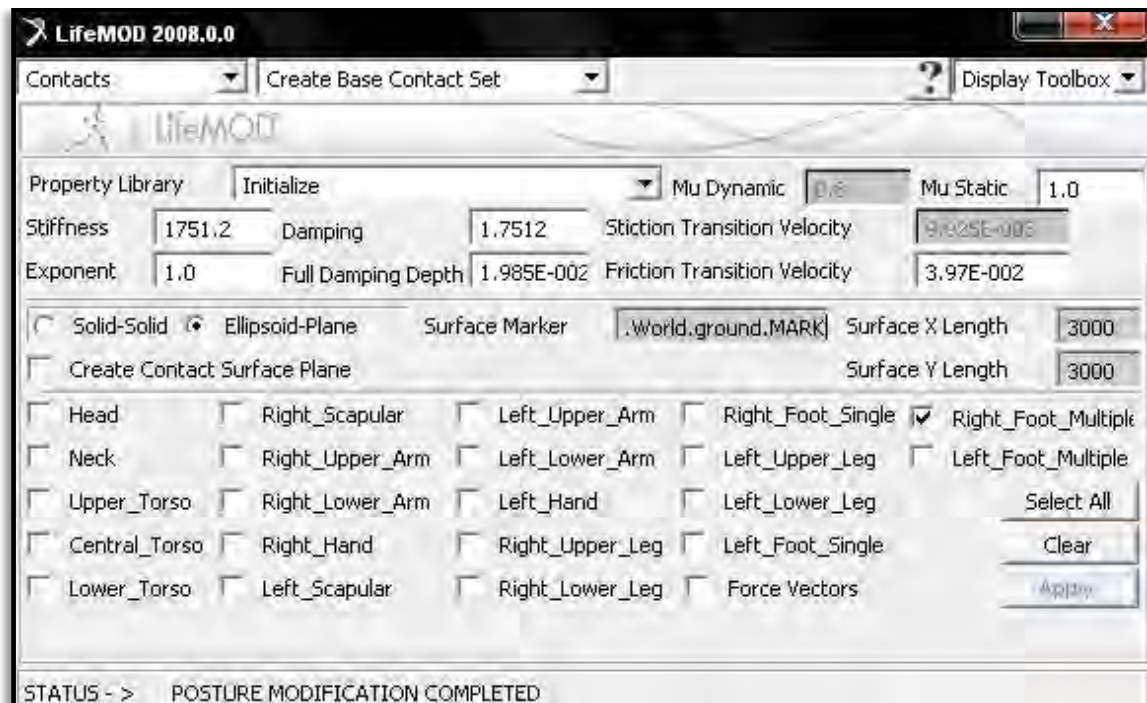 LifeMOD 2008.0.0
Contacts Create Base Contact Set ? Display Toolbox
LifeMOD
Property Library Initialize Mu Dynamic 0.8 Mu Static 1.0
Stiffness 1751.2 Damping 1.7512 Stiction Transition Velocity 9.925E-003
Exponent 1.0 Full Damping Depth 1.985E-002 Friction Transition Velocity 3.97E-002
Solid-Solid Ellipsoid-Plane Surface Marker .World.ground.MARK Surface X Length 3000
Create Contact Surface Plane Surface Y Length 3000
Head Right_Scapular Left_Upper_Arm Right_Foot_Single Right_Foot_Multiple
Neck Right_Upper_Arm Left_Lower_Arm Left_Upper_Leg Left_Foot_Multiple
Upper_Torso Right_Lower_Arm Left_Hand Left_Lower_Leg Select All
Central_Torso Right_Hand Right_Upper_Leg Left_Foot_Single Clear
Lower_Torso Left_Scapular Right_Lower_Leg Force Vectors Apply
STATUS - > POSTURE MODIFICATION COMPLETED